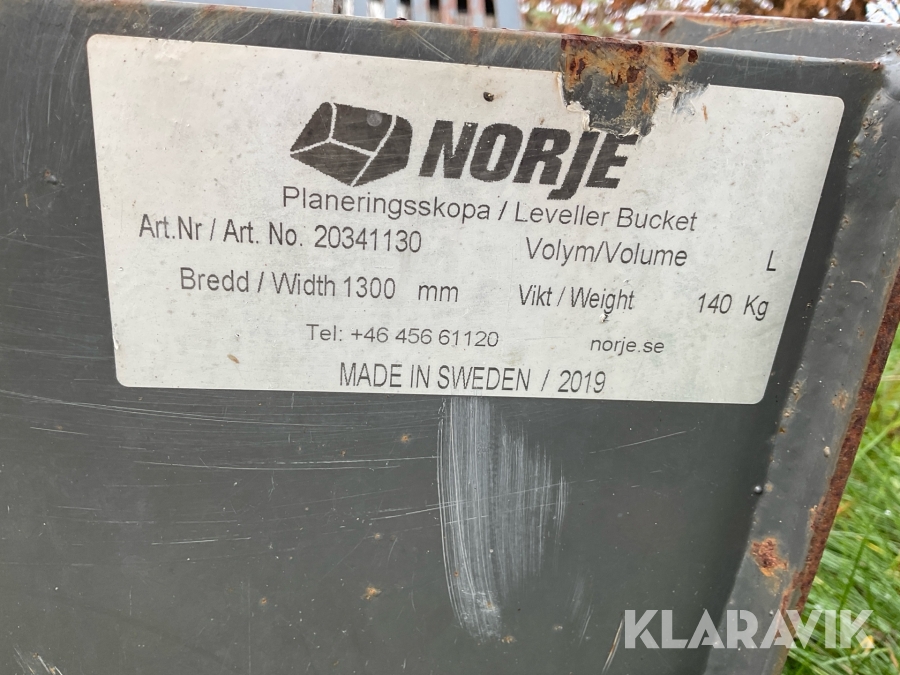 NORJE
Planeringsskopa / Leveller Bucket
Art.Nr / Art. No. 20341130 Volym/Volume L
Bredd / Width 1300 mm Vikt / Weight 140 Kg
Tel: +46 456 61120 norje.se
MADE IN SWEDEN / 2019
KLARAVIK